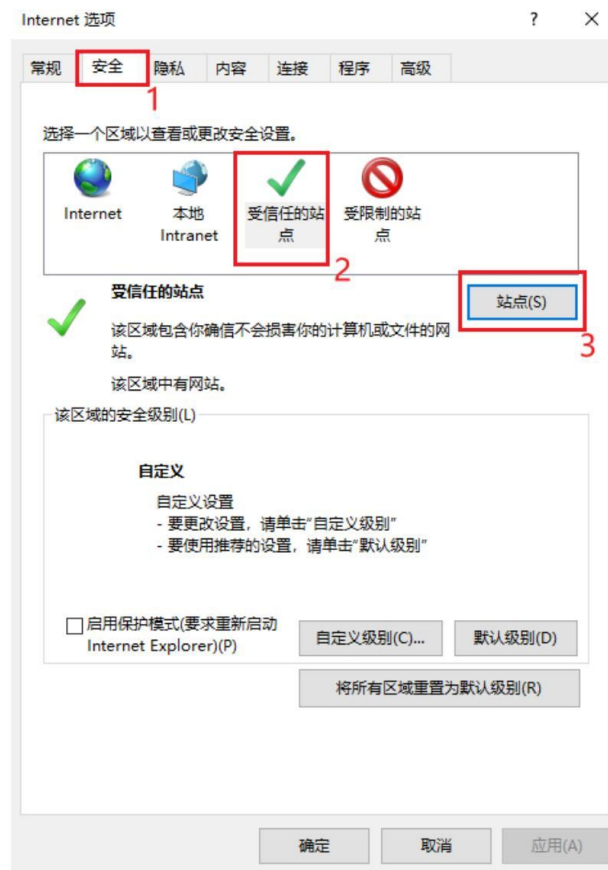 Internet 选项
? ×
常规 安全 隐私 内容 连接 程序 高级
1
选择一个区域以查看或更改安全设置。
Internet 本地 受信任的站 受限制的站
Intranet 点 点
2
受信任的站点
站点(S)
该区域包含你确信不会损害你的计算机或文件的网
3
站。
该区域中有网站。
该区域的安全级别(L)
自定义
自定义设置
- 要更改设置，请单击“自定义级别”
- 要使用推荐的设置，请单击“默认级别”
启用保护模式(要求重新启动
Internet Explorer)(P)
自定义级别(C)... 默认级别(D)
将所有区域重置为默认级别(R)
确定 取消 应用(A)